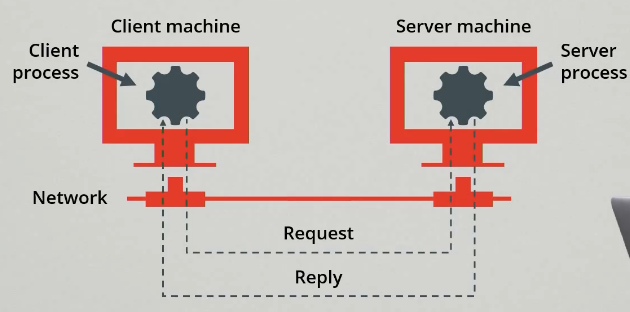 Client machine
Server machine
Client
process
Server
process
Network
Request
Reply